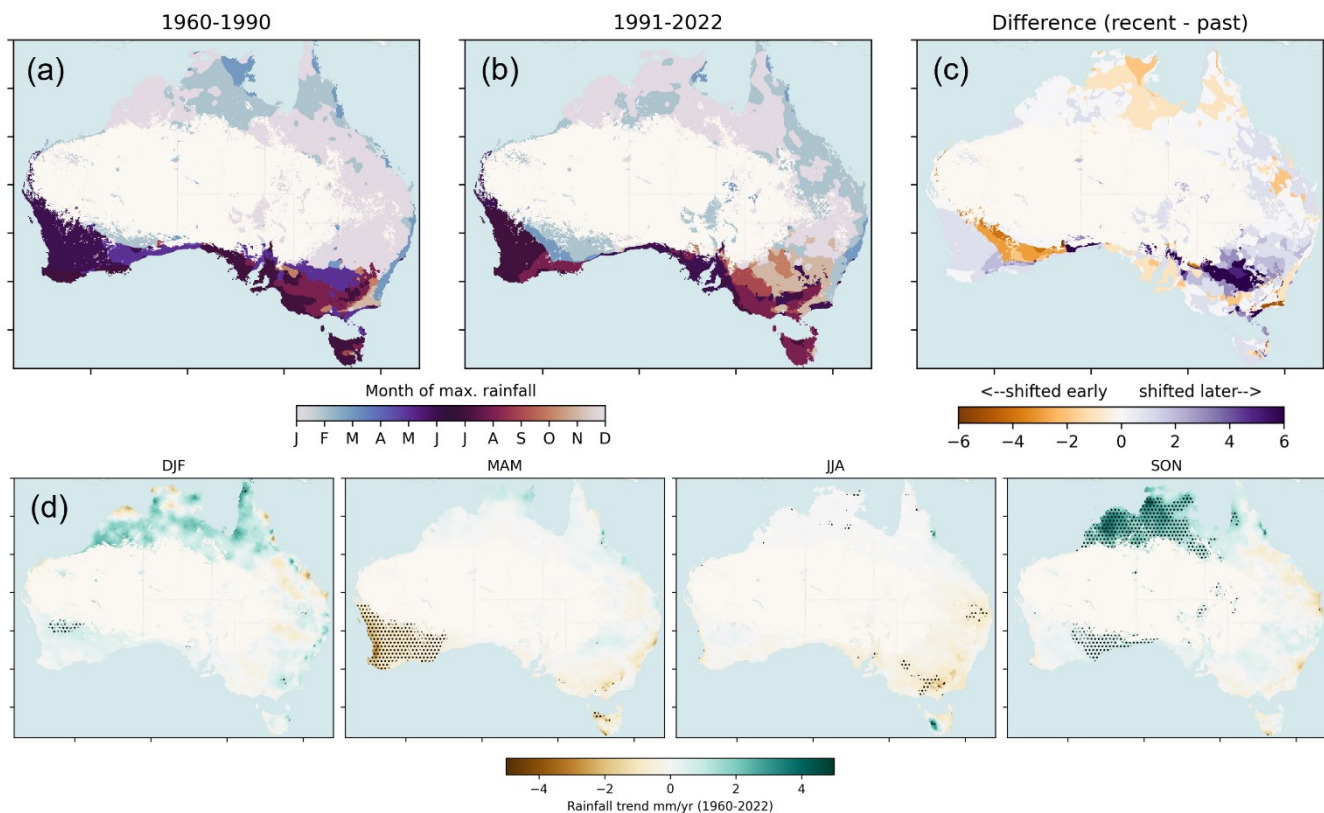 1960-1990
1991-2022
Difference (recent - past)
(a)
(b)
(c)
Month of max. rainfall
J F M A M J J A S O N D
<--shifted early shifted later-->
−6 −4 −2 0 2 4 6
DJF
MAM
JJA
SON
(d)
−4 −2 0 2 4
Rainfall trend mm/yr (1960-2022)